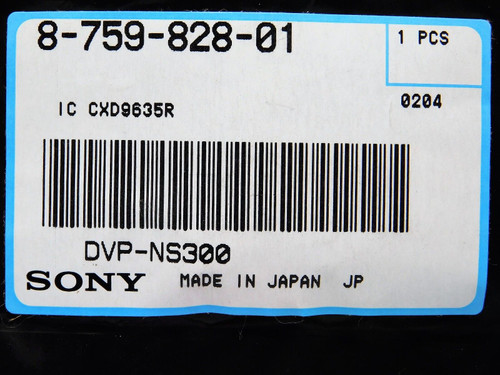 8-759-828-01
1 PCS
0204
IC CXD9635R
DVP-NS300
SONY MADE IN JAPAN JP